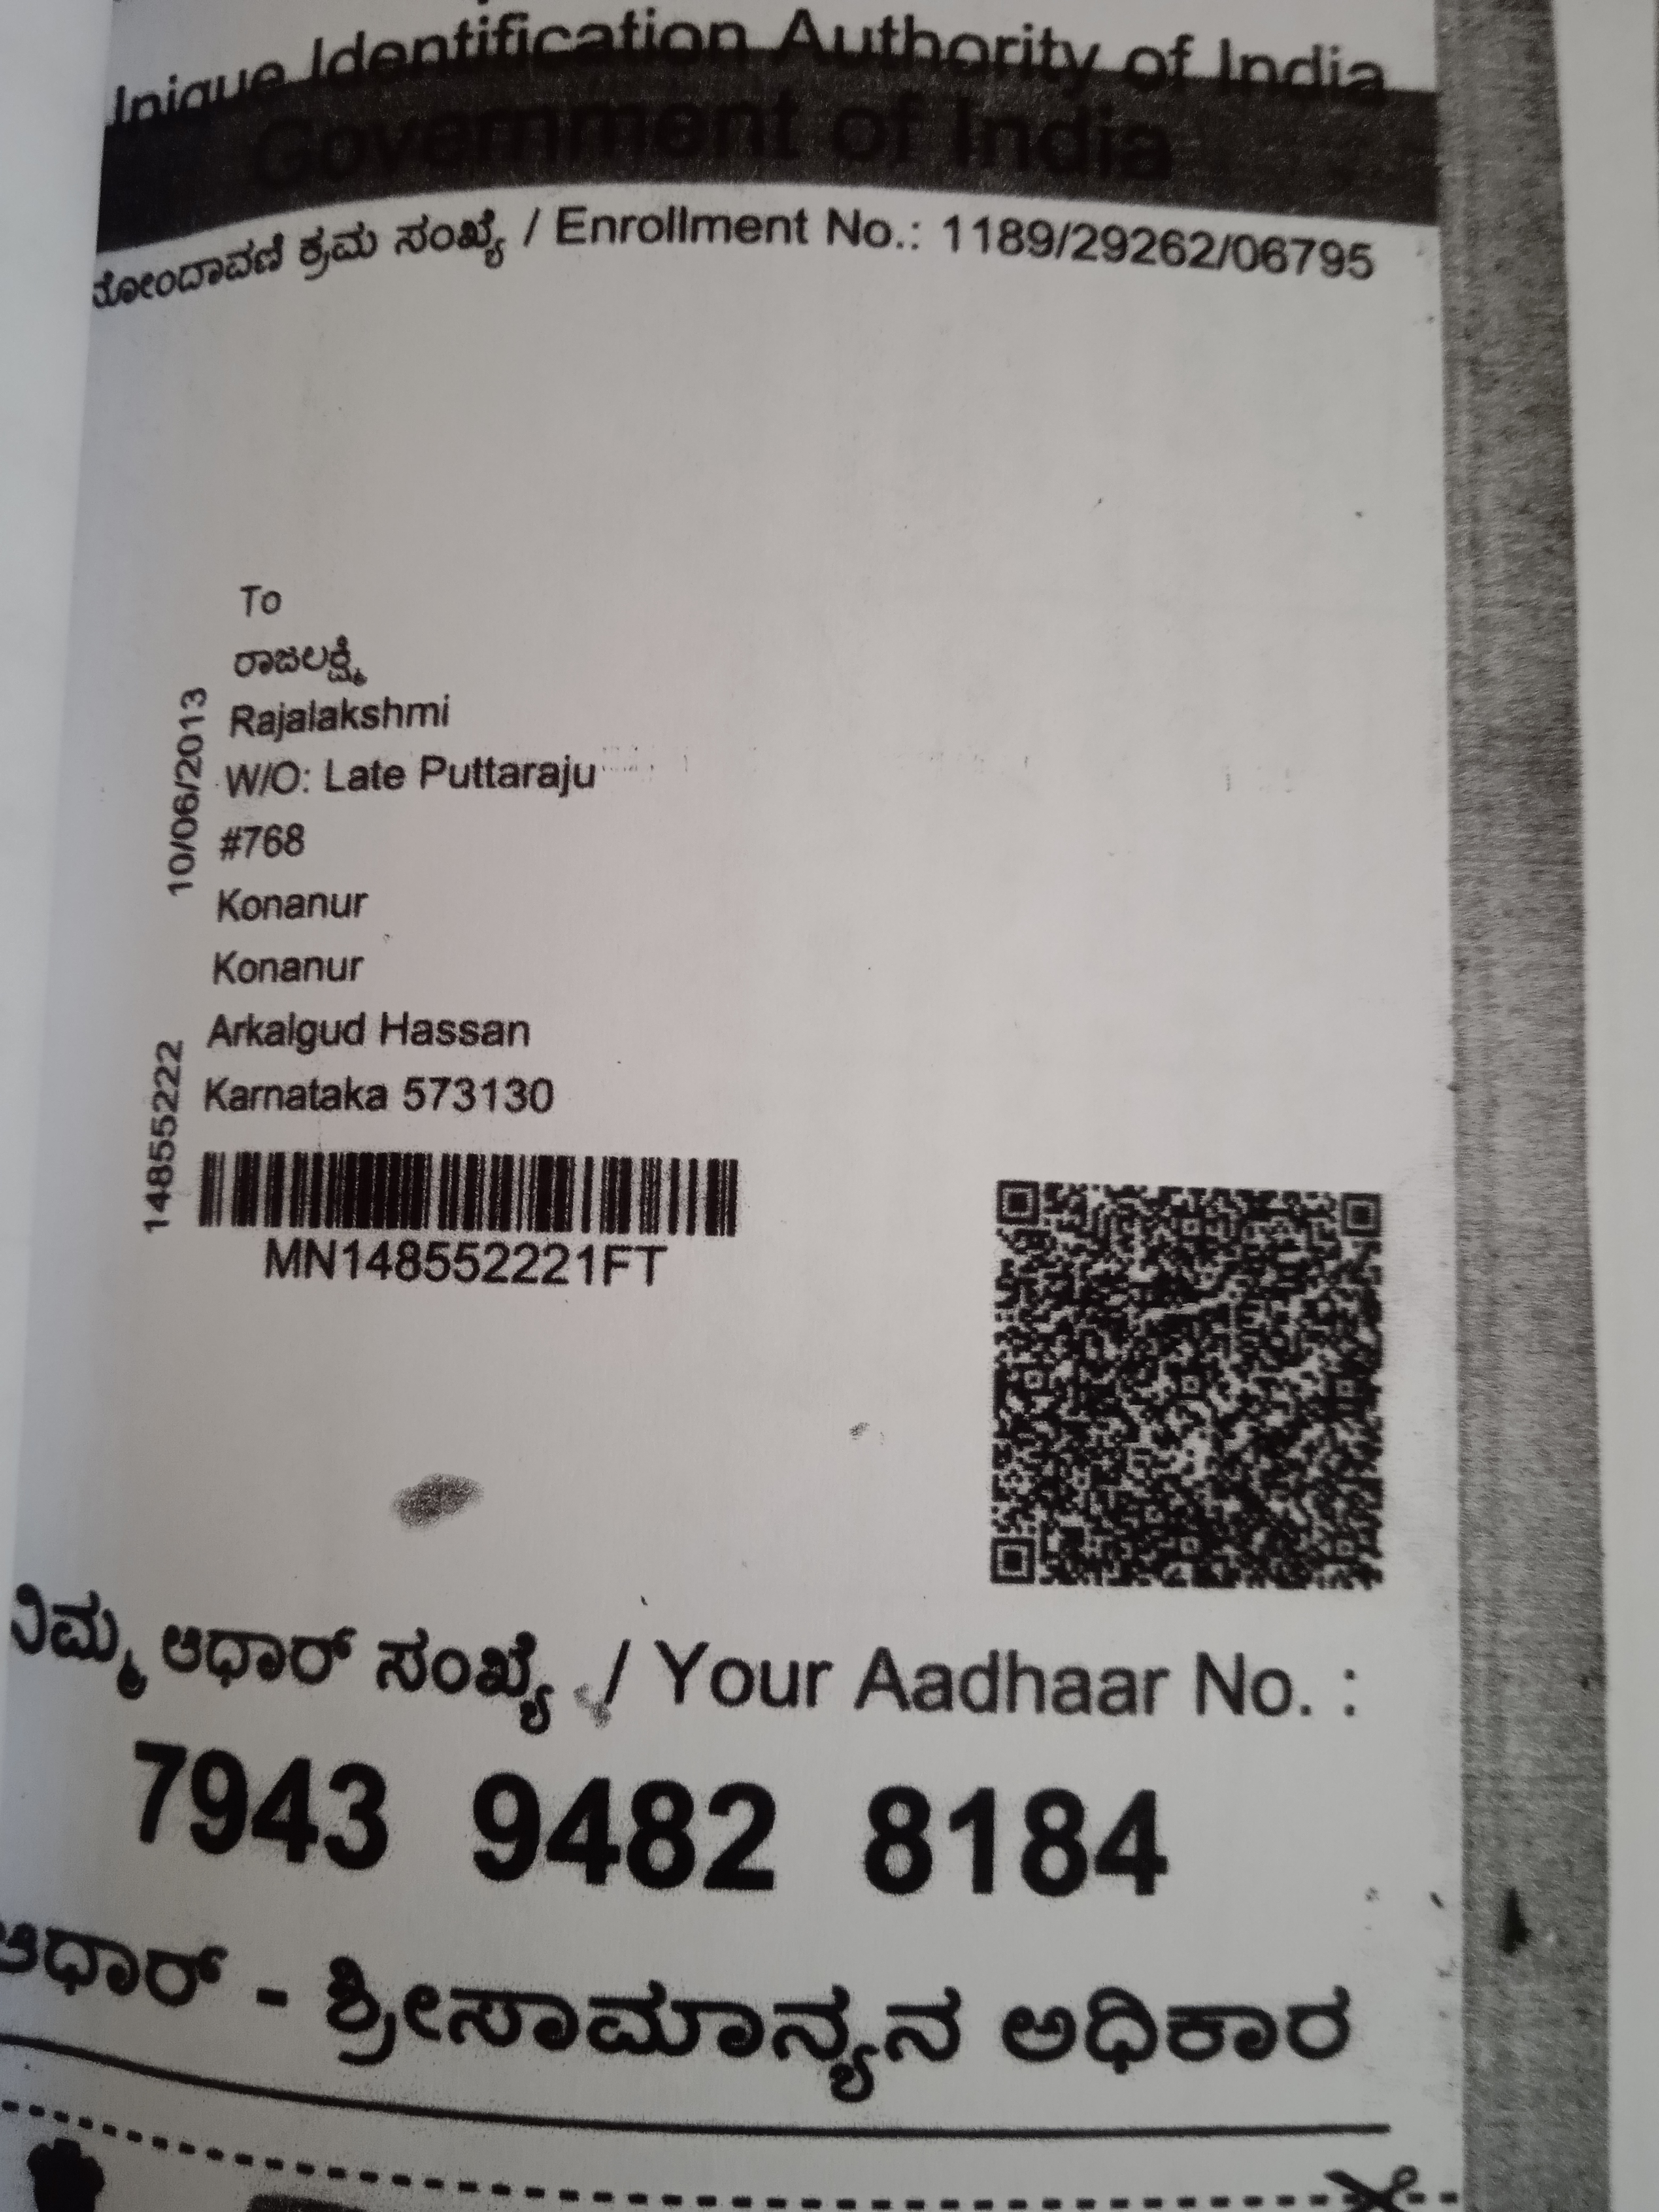 Unique Identification Authority of India
Government of India
ನೋಂದಾವಣಿ ಕ್ರಮ ಸಂಖ್ಯೆ / Enrollment No.: 1189/29262/06795
To
ರಾಜಲಕ್ಷ್ಮಿ
Rajalakshmi
W/O: Late Puttaraju
#768
Konanur
Konanur
Arkalgud Hassan
Karnataka 573130
10/06/2013
14855222
MN148552221FT
ನಿಮ್ಮ ಆಧಾರ್ ಸಂಖ್ಯೆ / Your Aadhaar No. :
7943 9482 8184
ಆಧಾರ್ - ಶ್ರೀಸಾಮಾನ್ಯನ ಅಧಿಕಾರ